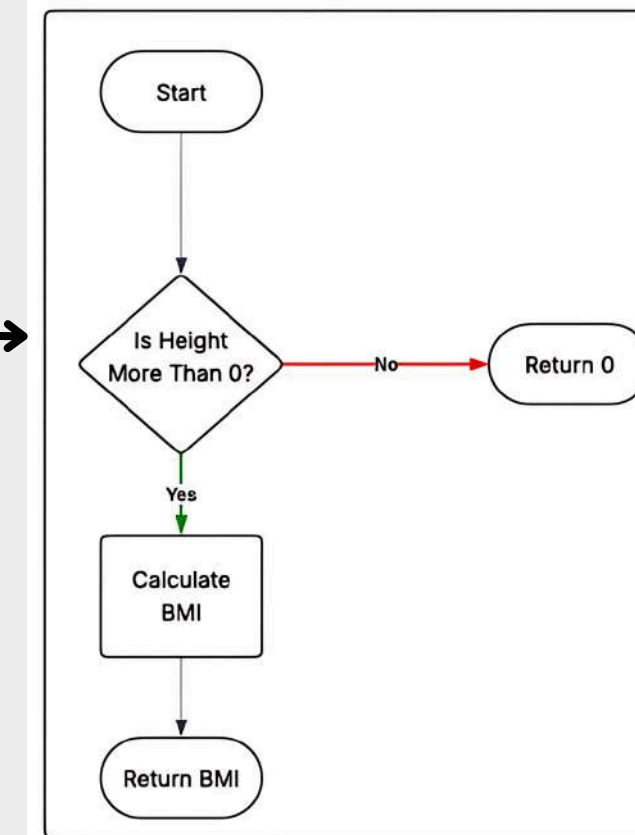 Start
Is Height
More Than 0?
No
Return 0
Yes
Calculate
BMI
Return BMI